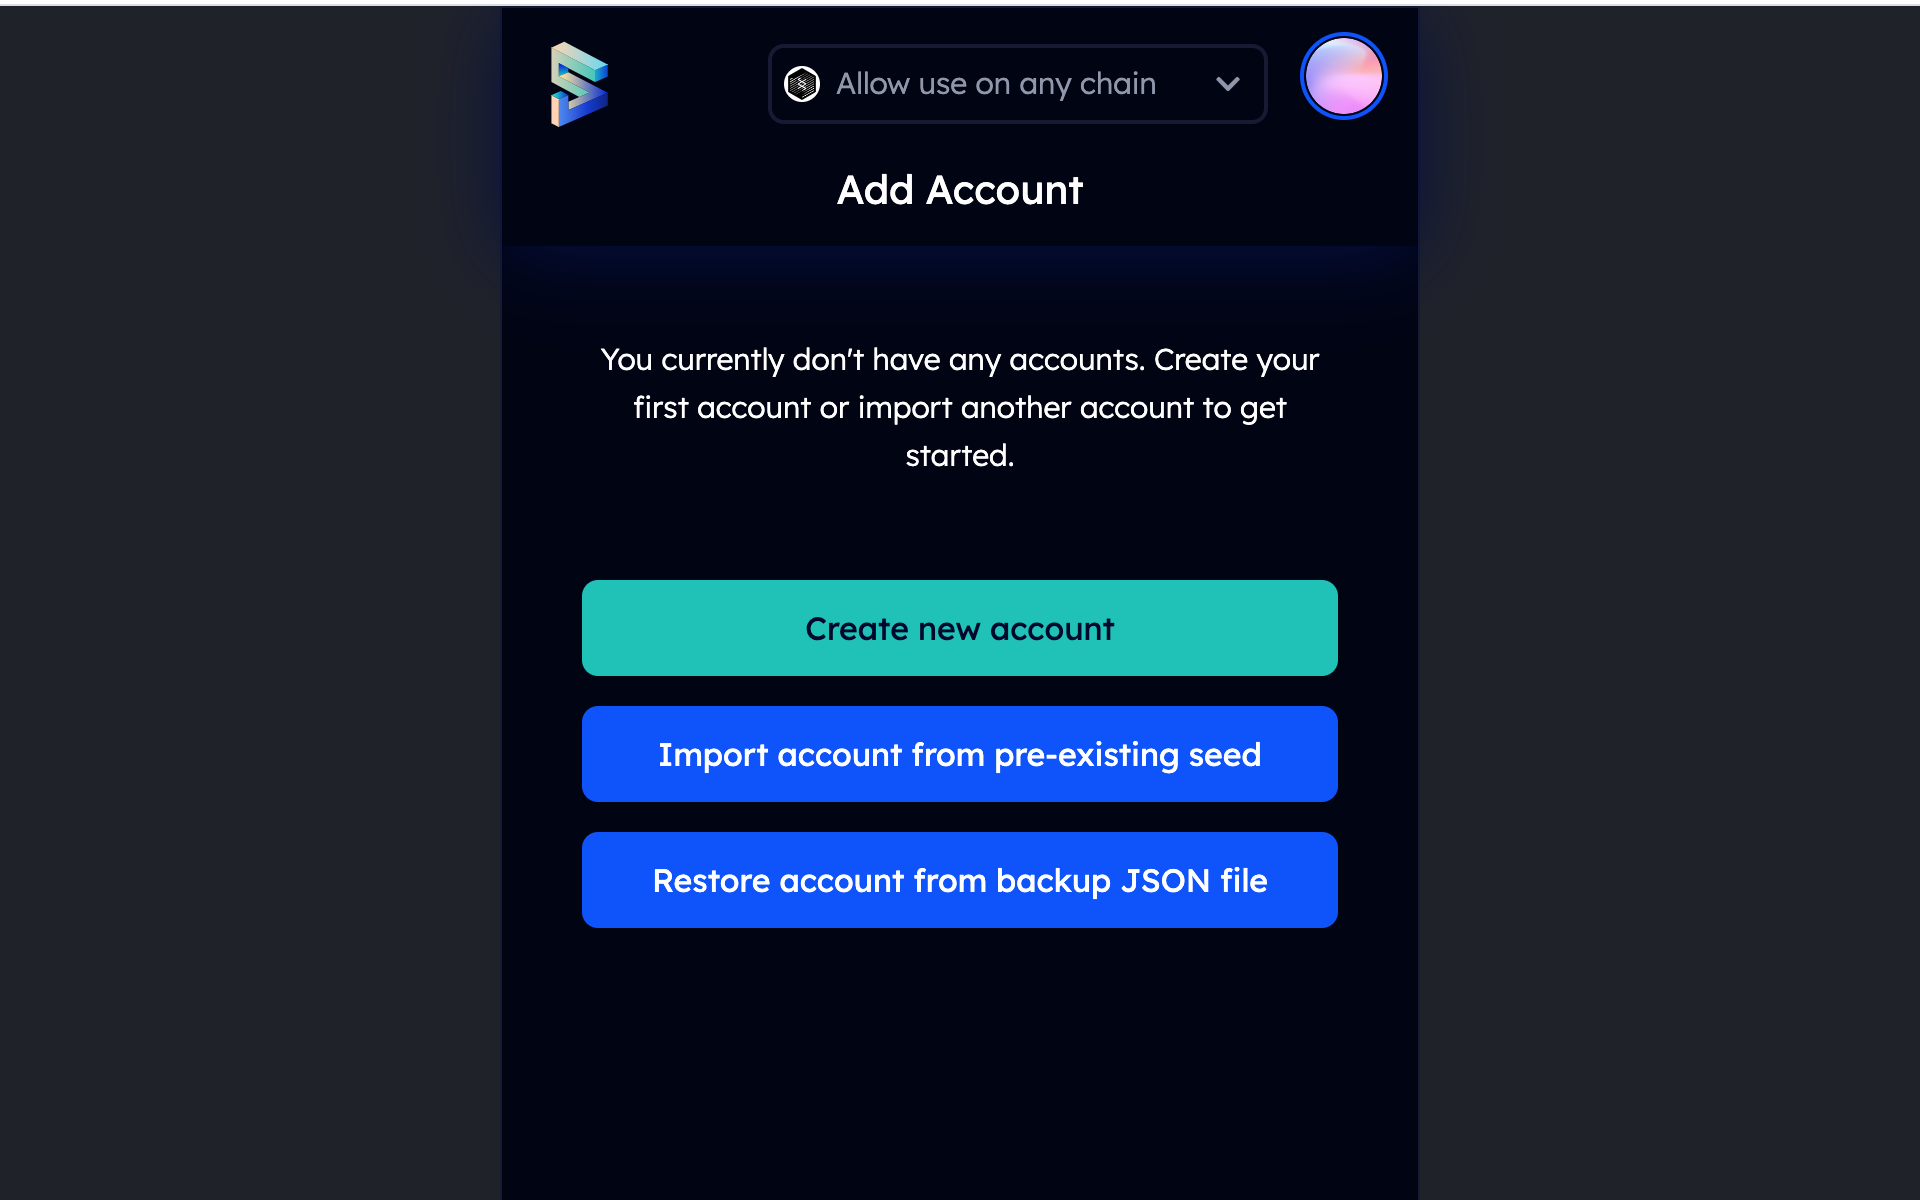 Allow use on any chain
Add Account
You currently don't have any accounts. Create your
first account or import another account to get
started.
Create new account
Import account from pre-existing seed
Restore account from backup JSON file